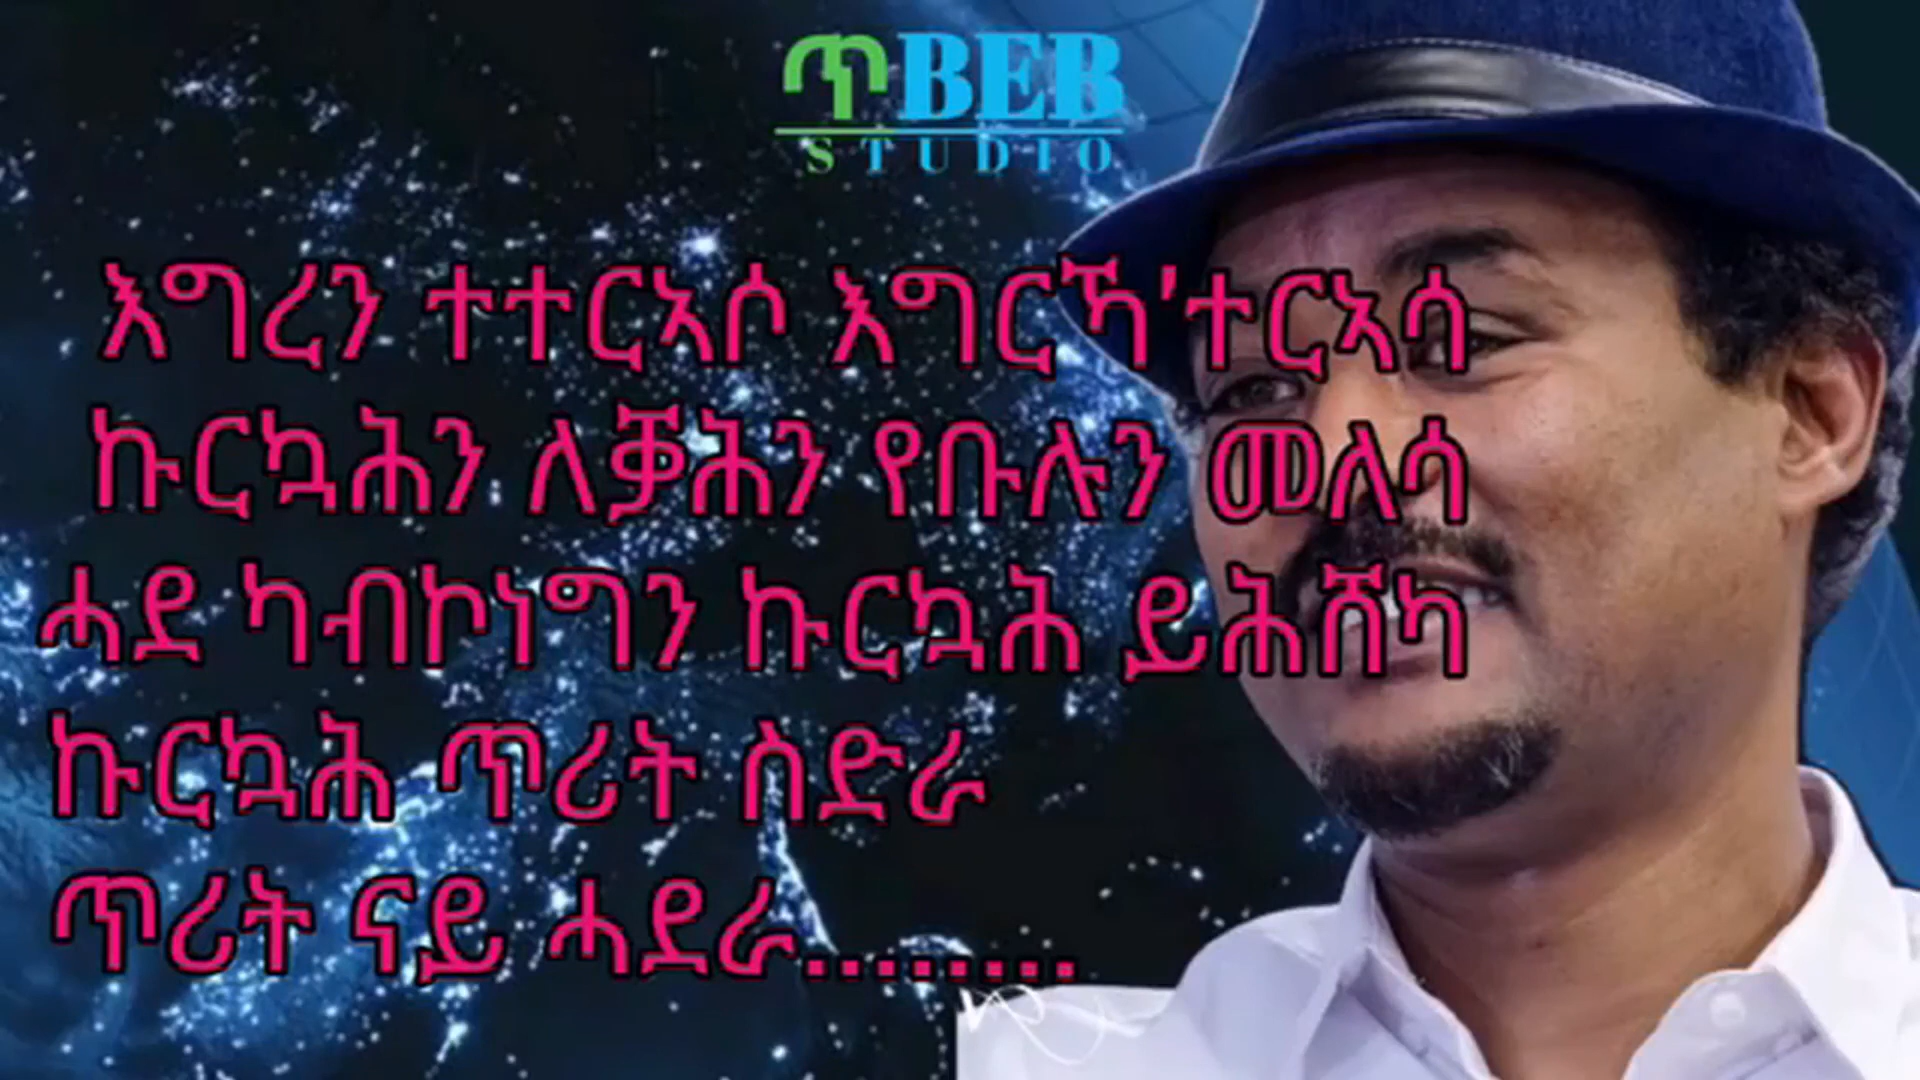 ጥBEB
STUDIO
እግረን ተተርኣሶ እግርኻ'ተርኣሳ
ኩርኳሕን ለቓሕን የቡሉን መለሳ
ሓደ ካብኮነግን ኩርኳሕ ይሕሸካ
ኩርኳሕ ጥሪት ስድራ
ጥሪት ናይ ሓደራ.........